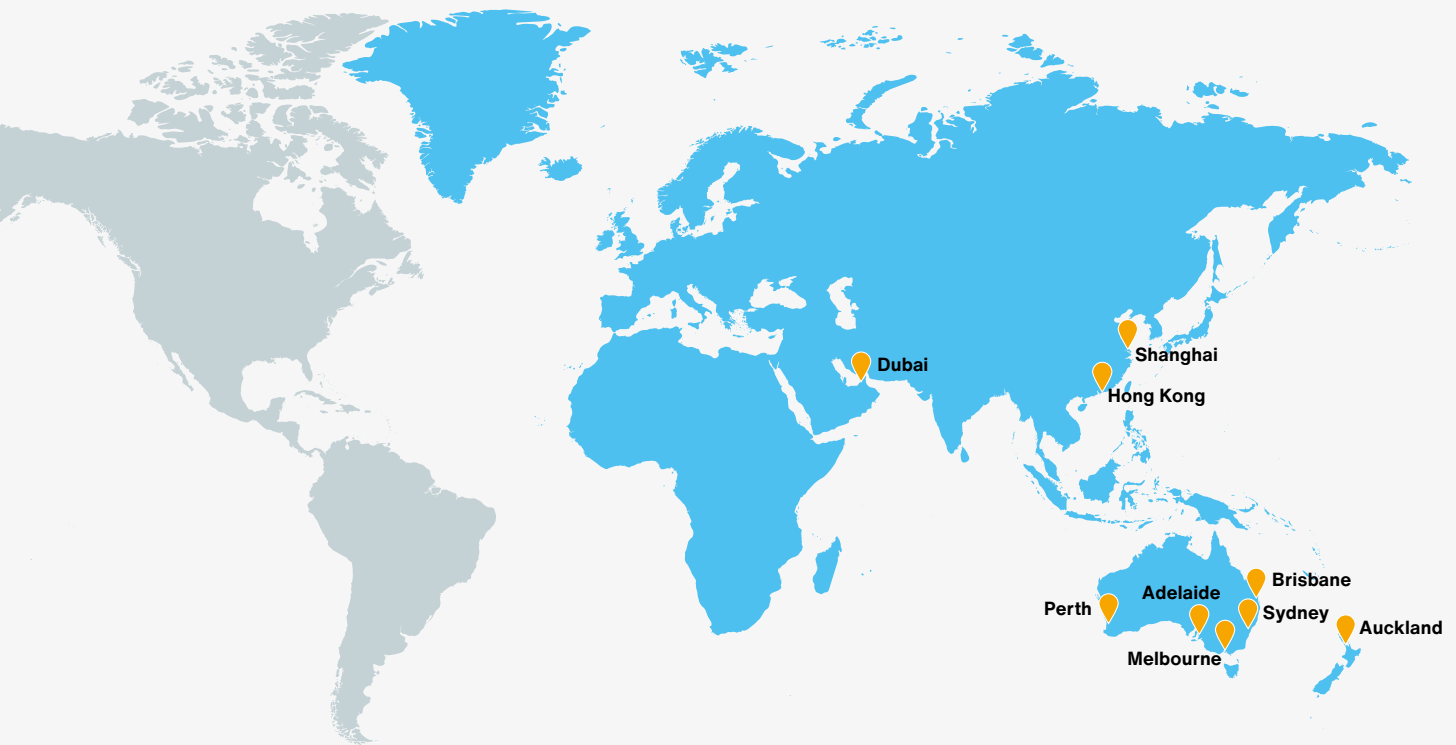 Shanghai
Dubai
Hong Kong
Brisbane
Adelaide
Perth
Sydney
Auckland
Melbourne